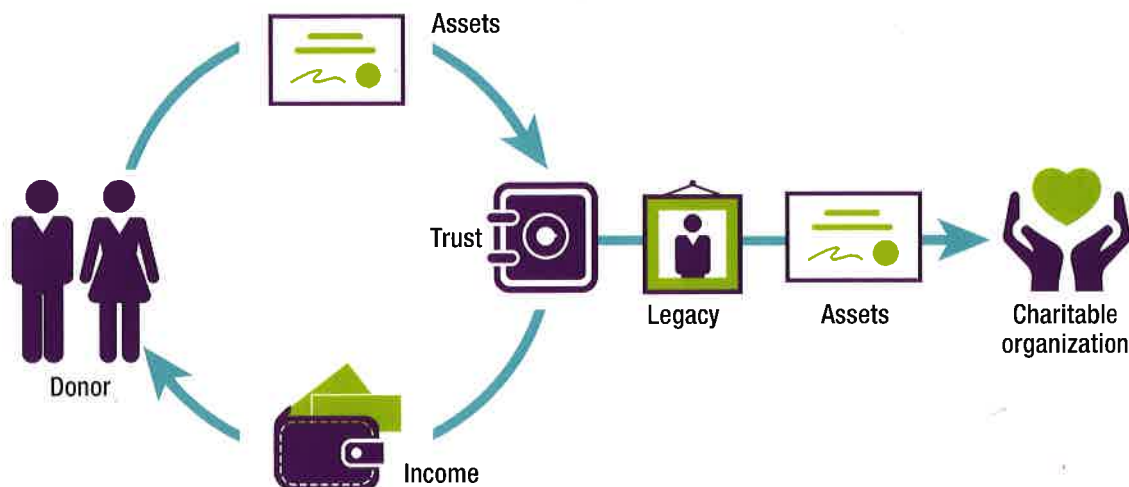 Assets
Trust
Legacy
Assets
Charitable
organization
Donor
Income